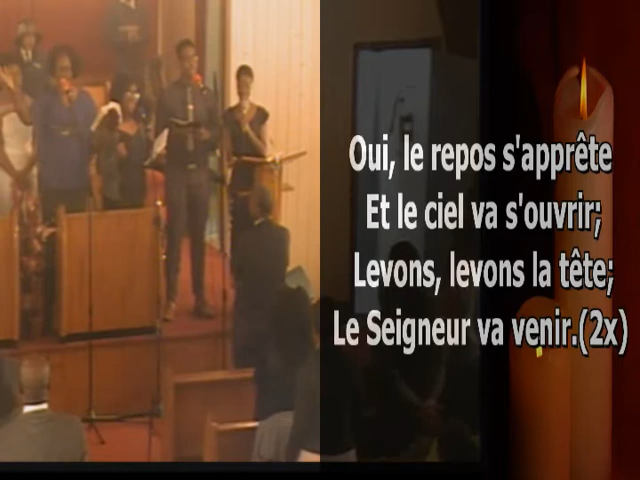 Oui, le repos s'apprête
Et le ciel va s'ouvrir;
Levons, levons la tête;
Le Seigneur va venir.(2x)